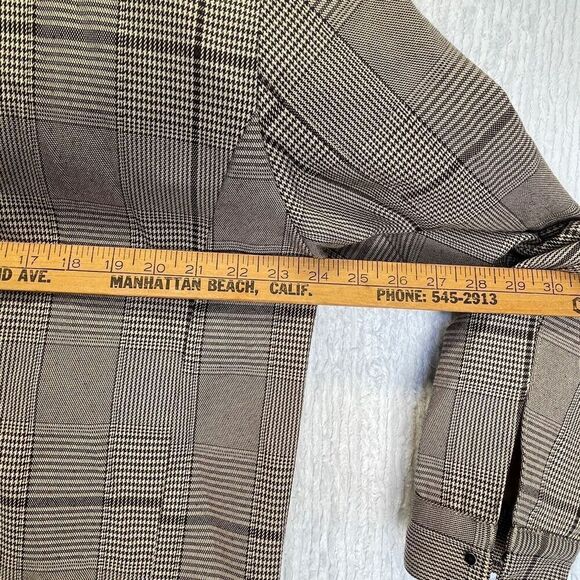 17 18 19 20 21 22 23 24 25 26 27 28 29 30
ND AVE. MANHATTAN BEACH, CALIF. PHONE: 545-2913